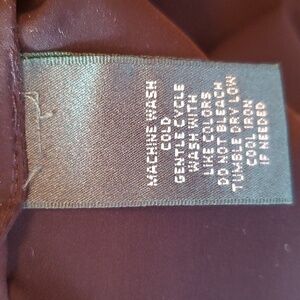 MACHINE WASH
COLD
GENTLE CYCLE
WASH WITH
LIKE COLORS
DO NOT BLEACH
TUMBLE DRY LOW
COOL IRON
IF NEEDED